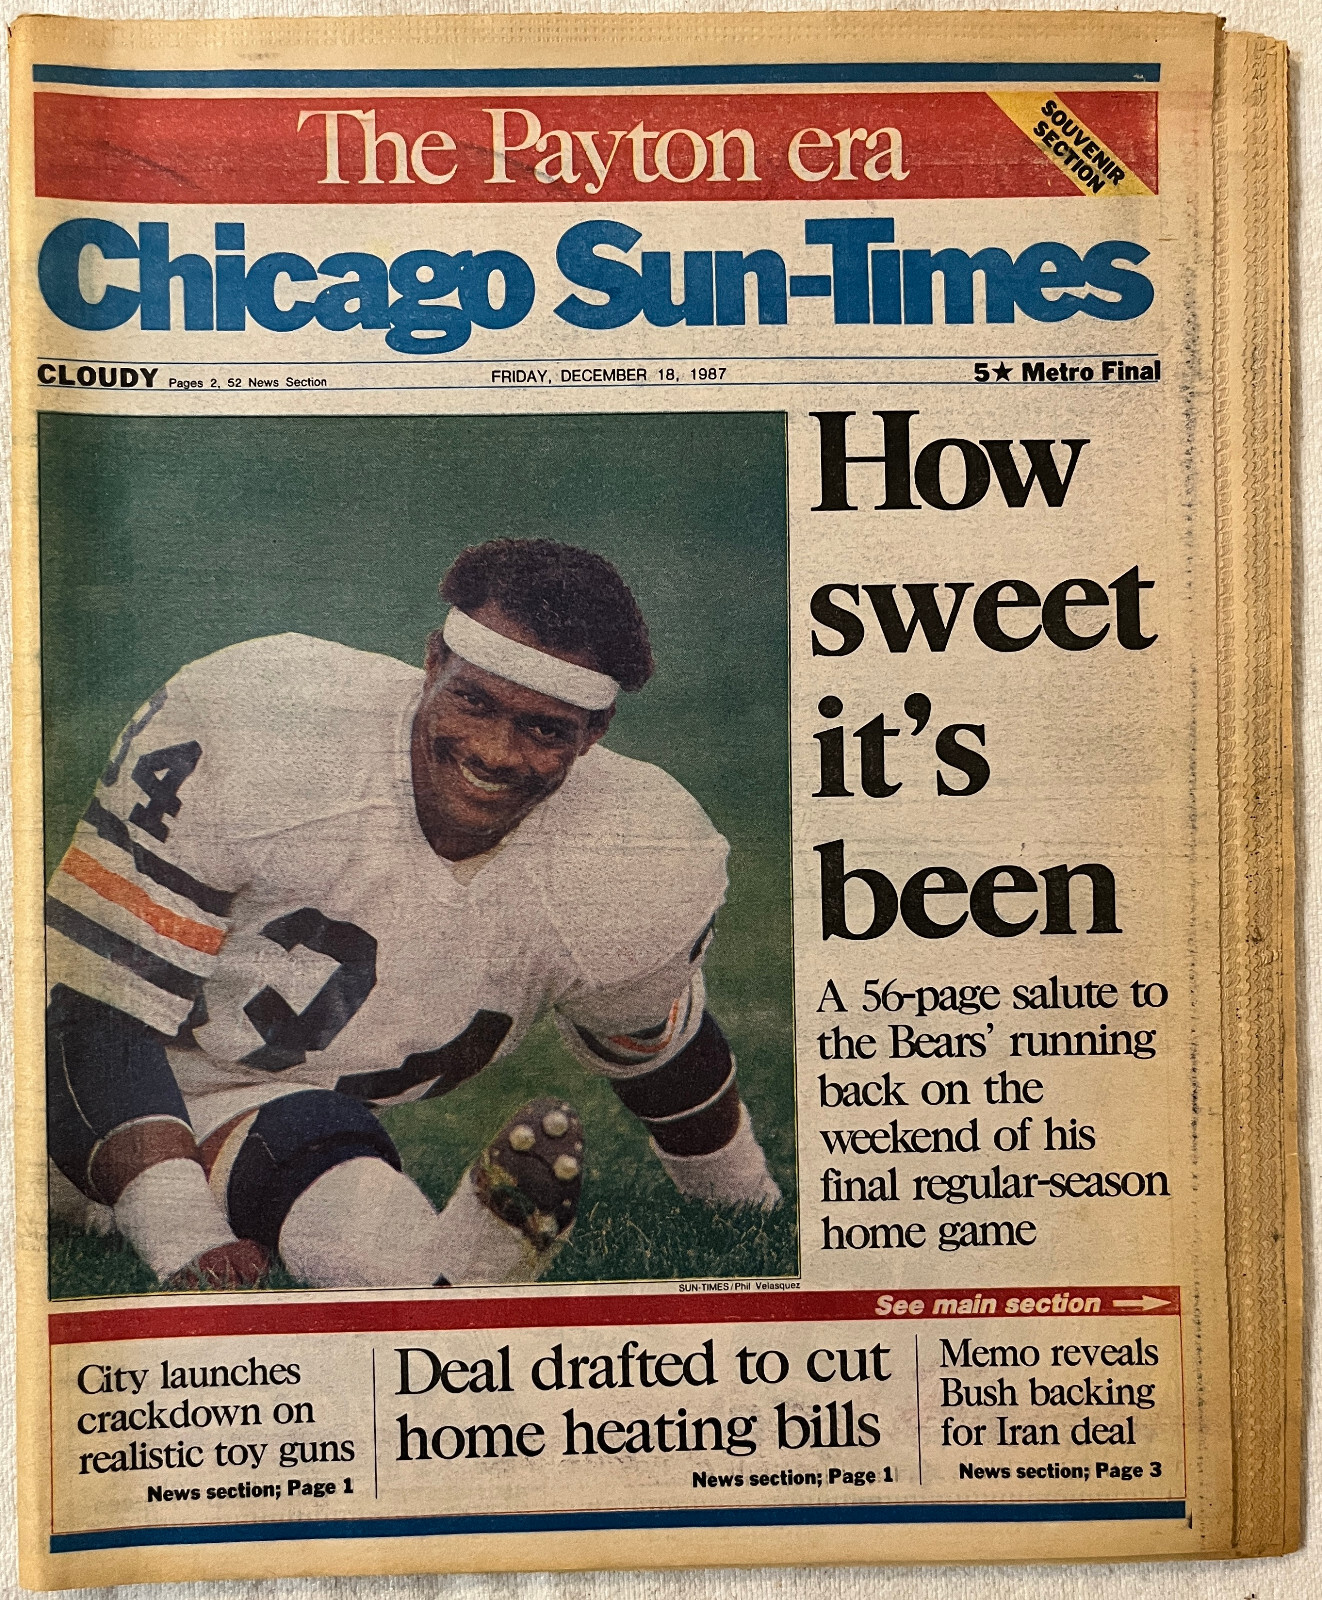 The Payton era
SOUVENIR
SECTION
Chicago Sun-Times
CLOUDY Pages 2, 52 News Section
FRIDAY, DECEMBER 18, 1987
5★ Metro Final
How
sweet
it's
been
A 56-page salute to
the Bears' running
back on the
weekend of his
final regular-season
home game
34
SUN-TIMES/Phil Velasquez
See main section
City launches
crackdown on
realistic toy guns
News section; Page 1
Deal drafted to cut
home heating bills
News section; Page 1
Memo reveals
Bush backing
for Iran deal
News section; Page 3